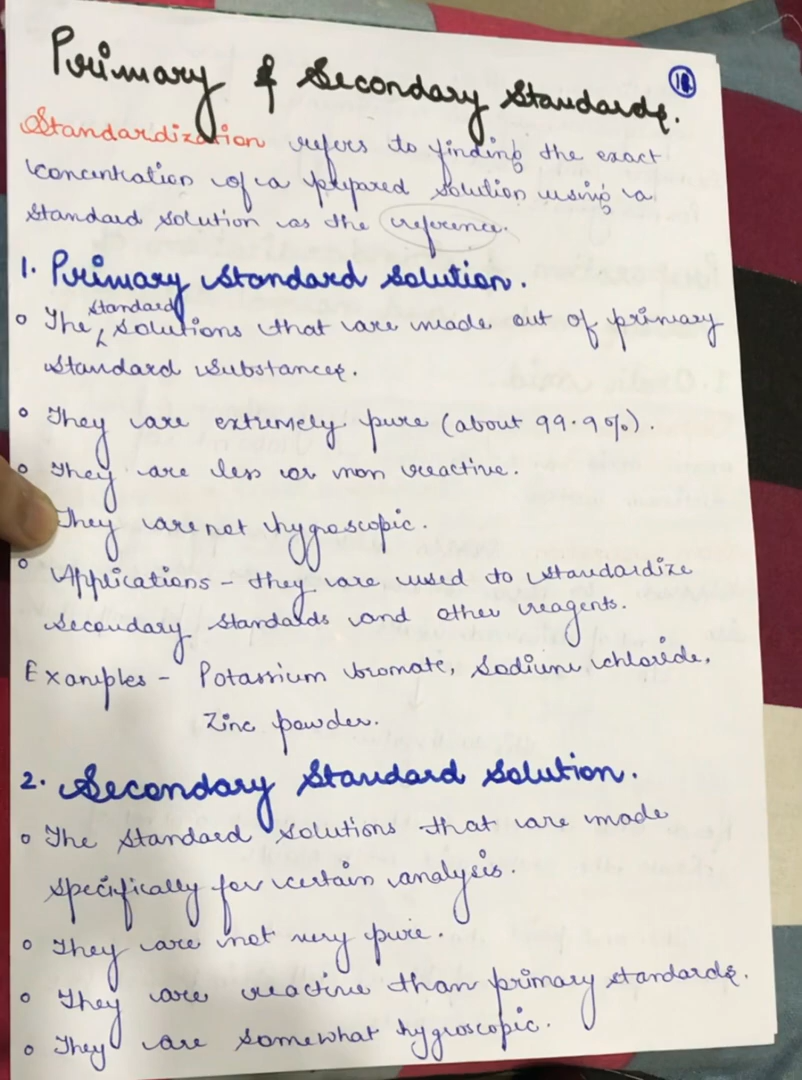 Primary & Secondary Standards.
Standardization refers to finding the exact
concentration of a prepared solution using a
standard solution as the reference.
1. Primary standard solution.
The standard solutions that are made out of primary
standard substances.
They are extremely pure (about 99.9%).
They are less or non reactive.
They are not hygroscopic.
Applications - they are used to standardize
secondary standards and other reagents.
Examples - Potassium bromate, Sodium chloride,
Zinc powder.
2. Secondary Standard solution.
The standard solutions that are made
specifically for certain analysis.
They are not very pure.
They are reactive than primary standards.
They are somewhat hygroscopic.